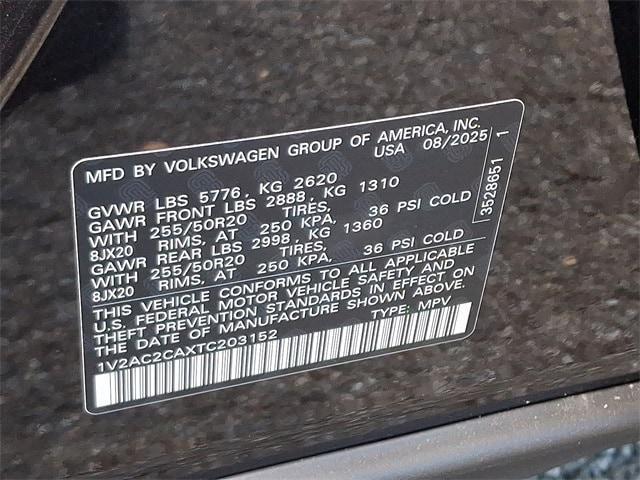 MFD BY VOLKSWAGEN GROUP OF AMERICA, INC.
USA 08/2025
GVWR LBS 5776, KG 2620
GAWR FRONT LBS 2888, KG 1310
WITH 255/50R20 TIRES,
8JX20 RIMS, AT 250 KPA, 36 PSI COLD
GAWR REAR LBS 2998, KG 1360
WITH 255/50R20 TIRES,
8JX20 RIMS, AT 250 KPA, 36 PSI COLD
THIS VEHICLE CONFORMS TO ALL APPLICABLE
U.S. FEDERAL MOTOR VEHICLE SAFETY AND
THEFT PREVENTION STANDARDS IN EFFECT ON
THE DATE OF MANUFACTURE SHOWN ABOVE.
1V2AC2CAXTC203152 TYPE: MPV
3528651 1